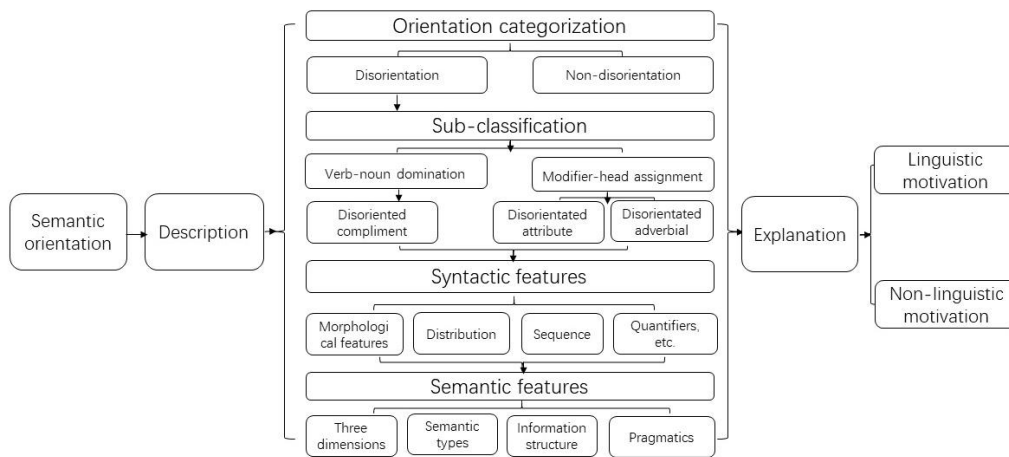 Orientation categorization
Disorientation
Non-disorientation
Sub-classification
Verb-noun domination
Modifier-head assignment
Linguistic
motivation
Semantic
orientation
Description
Disoriented
compliment
Disorientated
attribute
Disorientated
adverbial
Explanation
Syntactic features
Morphologi
cal features
Distribution
Sequence
Quantifiers,
etc.
Non-linguistic
motivation
Semantic features
Three
dimensions
Semantic
types
Information
structure
Pragmatics